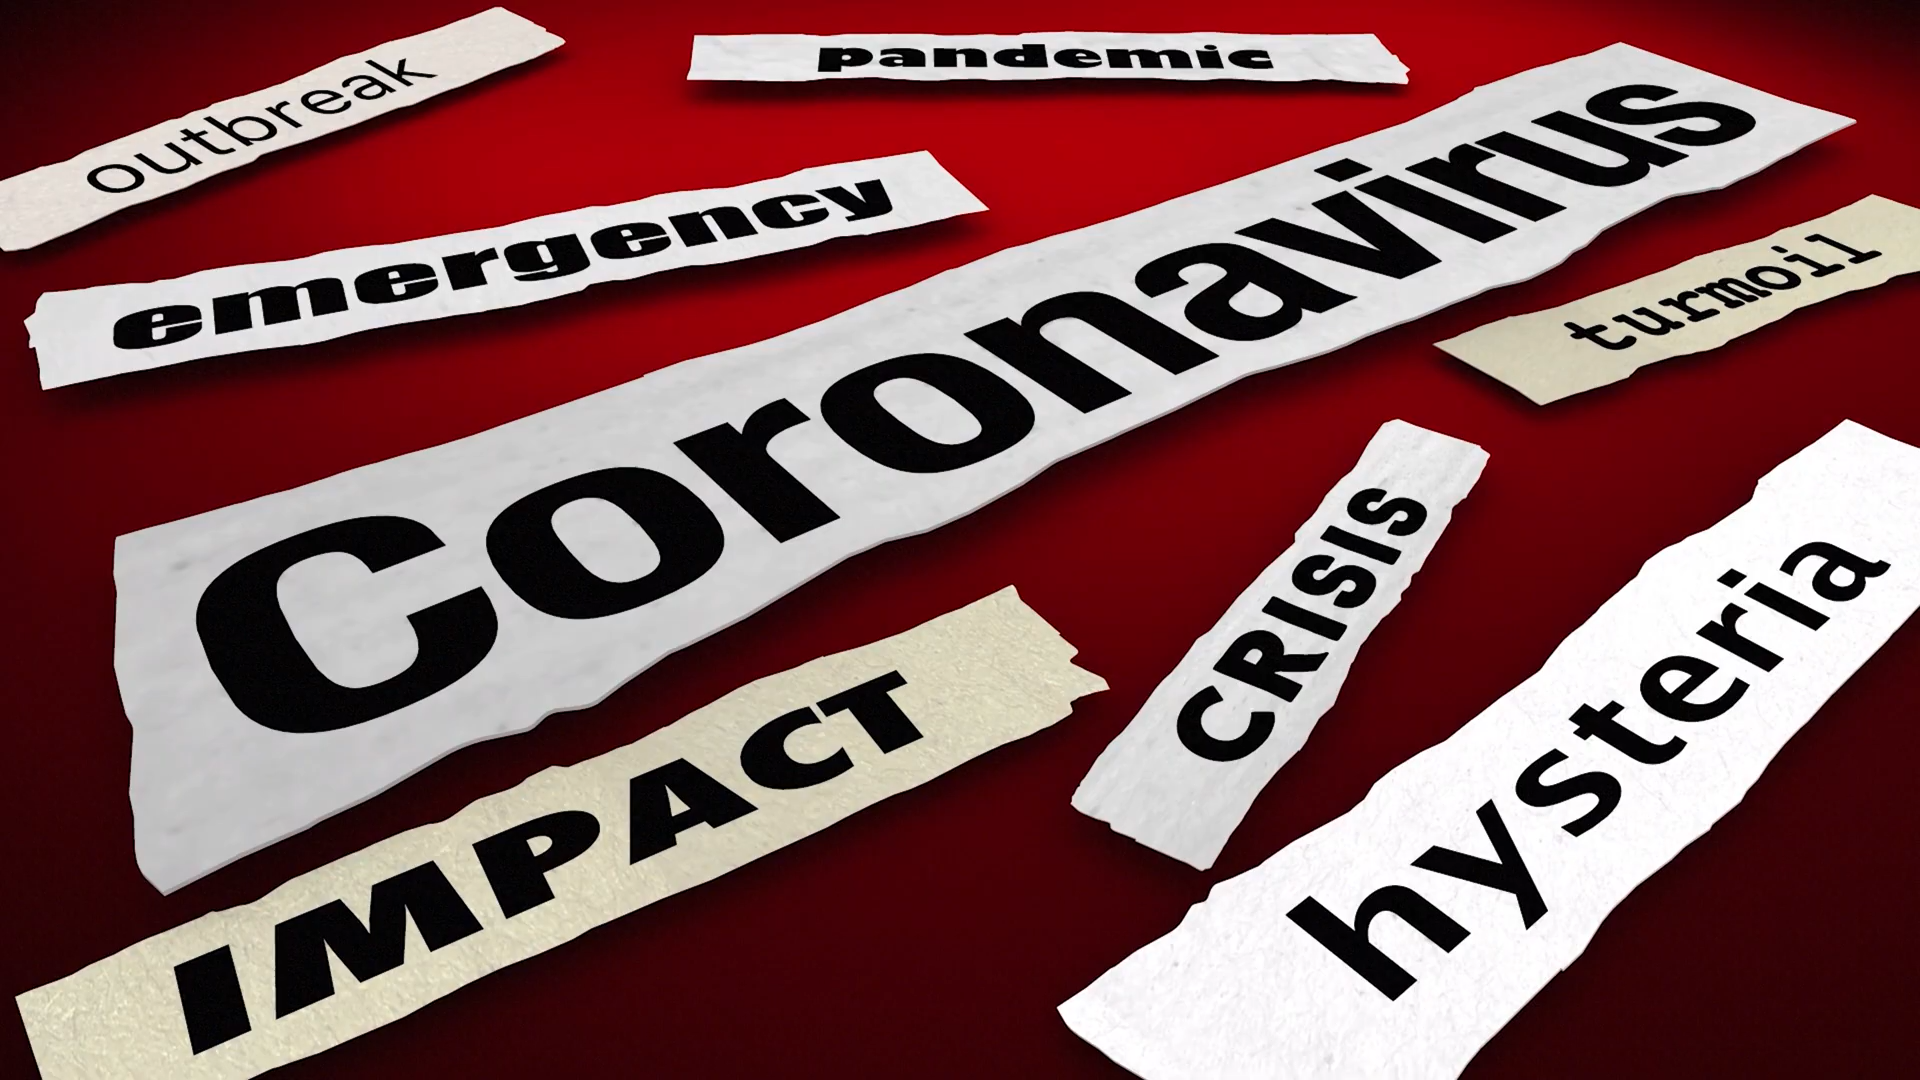 outbreak
pandemic
emergency
Coronavirus
turmoil
CRISIS
IMPACT
hysteria